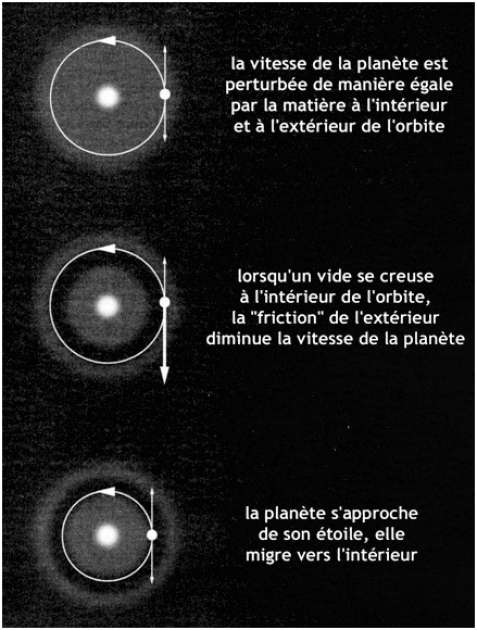 la vitesse de la planète est
perturbée de manière égale
par la matière à l'intérieur
et à l'extérieur de l'orbite
lorsqu'un vide se creuse
à l'intérieur de l'orbite,
la "friction" de l'extérieur
diminue la vitesse de la planète
la planète s'approche
de son étoile, elle
migre vers l'intérieur